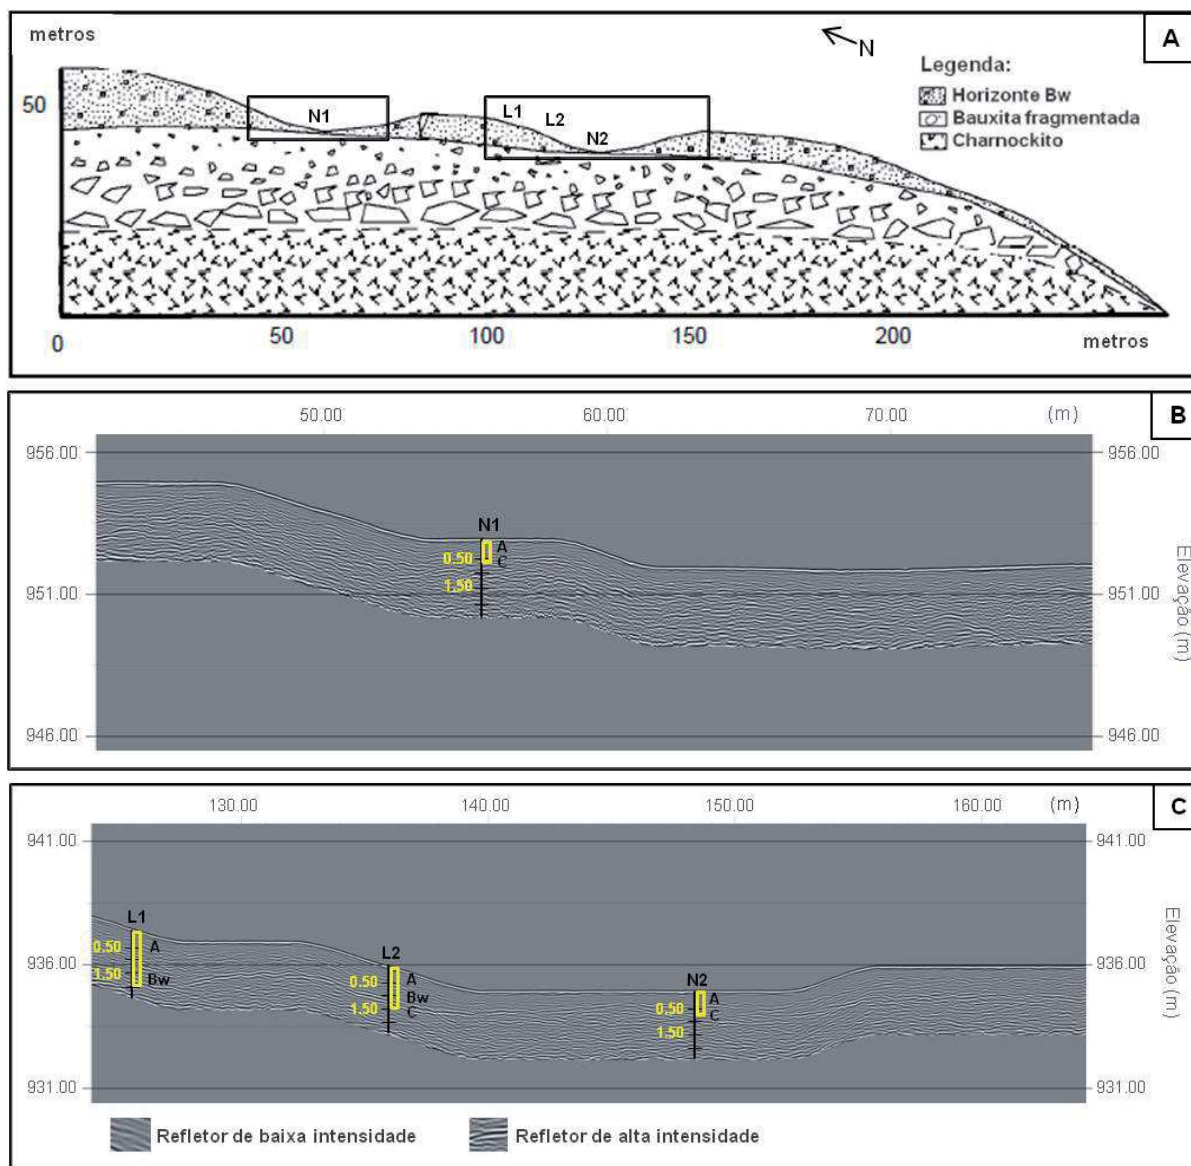 metros
N
A
Legenda:
50
N1
L1
L2
N2
Horizonte Bw
Bauxita fragmentada
Charnockito
0
50
100
150
200
metros
B
50.00 60.00 70.00 (m)
956.00 956.00
N1
A
0.50 C
1.50
951.00 951.00
Elevação (m)
946.00 946.00
C
130.00 140.00 150.00 160.00 (m)
941.00 941.00
L1
0.50 A
1.50 Bw
L2
0.50 A
Bw
1.50 C
N2
A
0.50 C
1.50
936.00 936.00
Elevação (m)
931.00 931.00
Refletor de baixa intensidade Refletor de alta intensidade